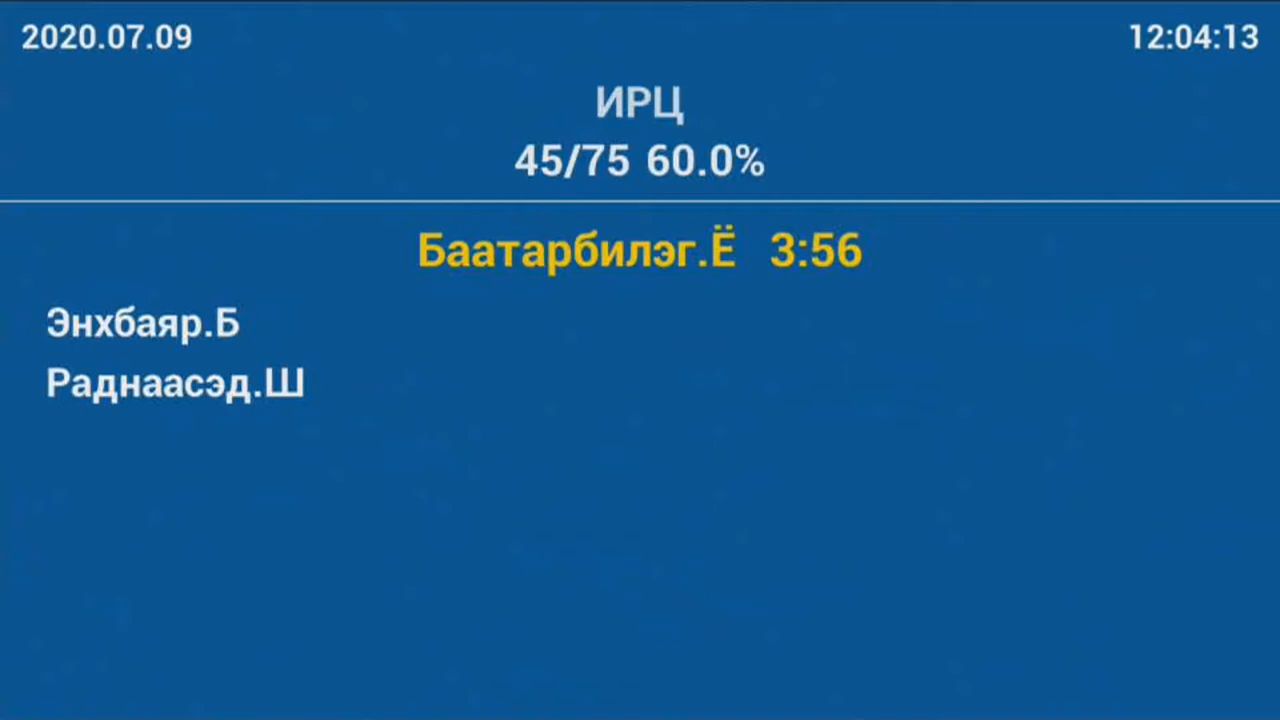 2020.07.09 12:04:13
ИРЦ
45/75 60.0%
Баатарбилэг.Ё 3:56
Энхбаяр.Б
Раднаасэд.Ш